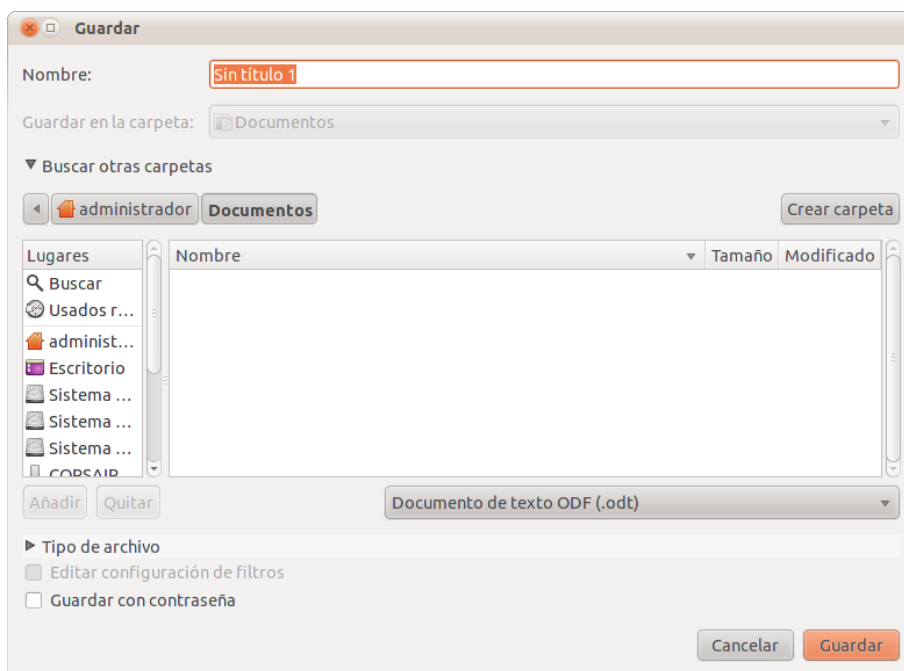 Guardar
Nombre: Sin título 1
Guardar en la carpeta: Documentos
Buscar otras carpetas
administrador Documentos Crear carpeta
Lugares Nombre Tamaño Modificado
Buscar
Usados r...
administ...
Escritorio
Sistema ...
Sistema ...
Sistema ...
CORSAIR
Añadir Quitar Documento de texto ODF (.odt)
Tipo de archivo
Editar configuración de filtros
Guardar con contraseña
Cancelar Guardar